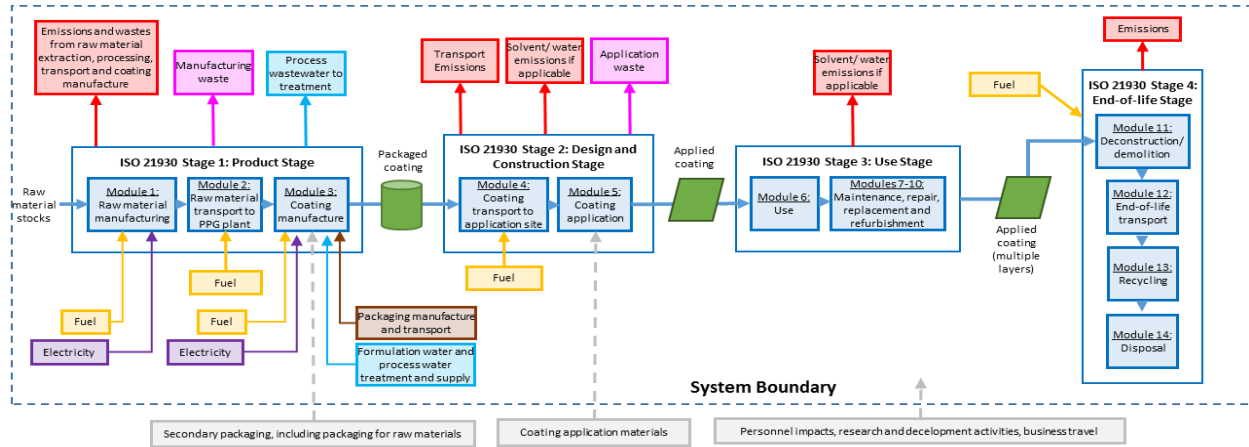 Emissions and wastes
from raw material
extraction, processing,
transport and coating
manufacture
Manufacturing
waste
Process
wastewater to
treatment
Transport
Emissions
Solvent/ water
emissions if
applicable
Application
waste
Solvent/ water
emissions if
applicable
Emissions
Fuel
ISO 21930 Stage 1: Product Stage
Raw
material
stocks
Module 1:
Raw material
manufacturing
Module 2:
Raw material
transport to
PPG plant
Module 3:
Coating
manufacture
Packaged
coating
ISO 21930 Stage 2: Design and
Construction Stage
Module 4:
Coating
transport to
application site
Module 5:
Coating
application
Applied
coating
ISO 21930 Stage 3: Use Stage
Module 6:
Use
Modules 7-10:
Maintenance, repair,
replacement and
refurbishment
Applied
coating
(multiple
layers)
ISO 21930 Stage 4:
End-of-life Stage
Module 11:
Deconstruction/
demolition
Module 12:
End-of-life
transport
Module 13:
Recycling
Module 14:
Disposal
Fuel
Fuel
Fuel
Fuel
Electricity
Electricity
Packaging manufacture
and transport
Formulation water and
process water
treatment and supply
System Boundary
Secondary packaging, including packaging for raw materials
Coating application materials
Personnel impacts, research and decelopment activities, business travel